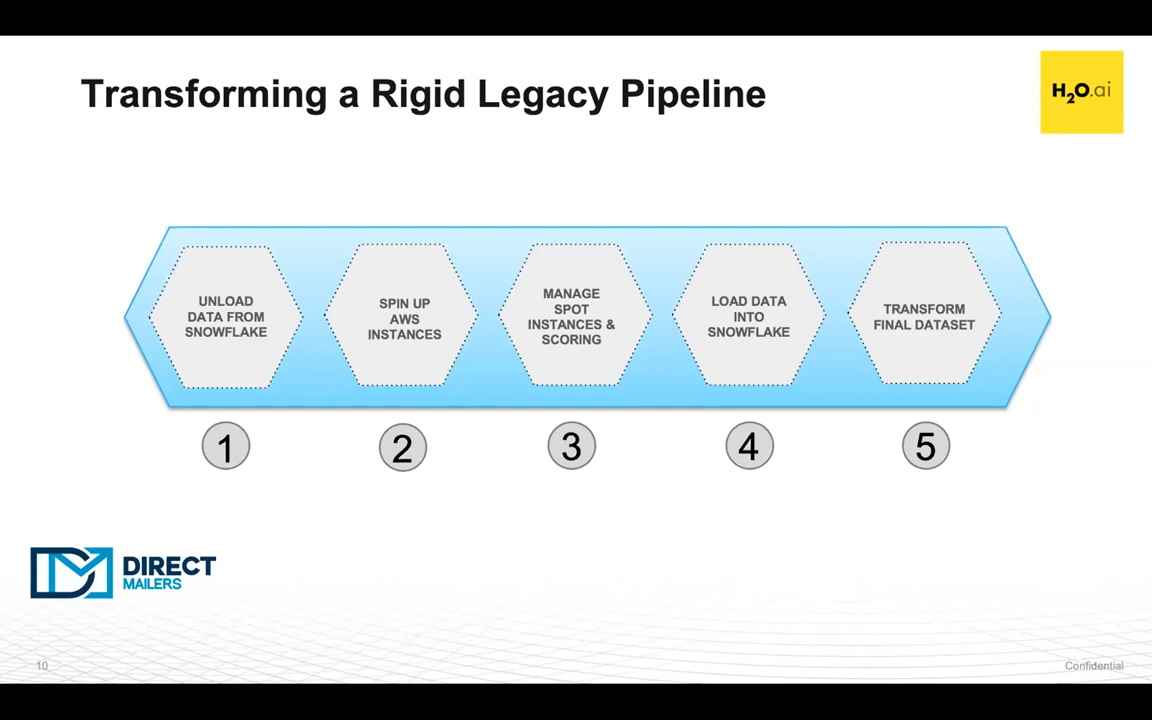 Transforming a Rigid Legacy Pipeline
H2O.ai
UNLOAD
DATA FROM
SNOWFLAKE
SPIN UP
AWS
INSTANCES
MANAGE
SPOT
INSTANCES &
SCORING
LOAD DATA
INTO
SNOWFLAKE
TRANSFORM
FINAL DATASET
1
2
3
4
5
DM
DIRECT
MAILERS
10
Confidential